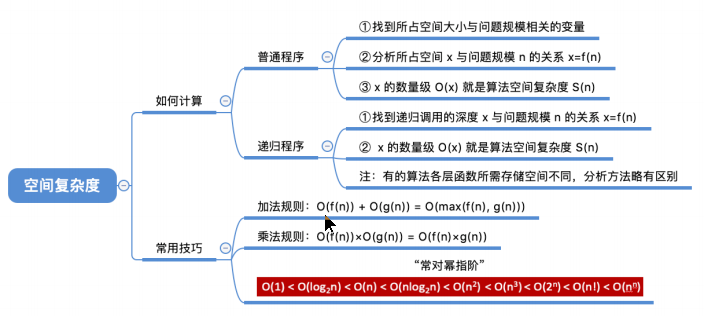 空间复杂度
如何计算
普通程序
①找到所占空间大小与问题规模相关的变量
②分析所占空间 x 与问题规模 n 的关系 x=f(n)
③ x 的数量级 O(x) 就是算法空间复杂度 S(n)
递归程序
①找到递归调用的深度 x 与问题规模 n 的关系 x=f(n)
② x 的数量级 O(x) 就是算法空间复杂度 S(n)
注：有的算法各层函数所需存储空间不同，分析方法略有区别
常用技巧
加法规则：O(f(n)) + O(g(n)) = O(max(f(n), g(n)))
乘法规则：O(f(n))×O(g(n)) = O(f(n)×g(n))
“常对幂指阶”
O(1) < O(log₂n) < O(n) < O(nlog₂n) < O(n²) < O(n³) < O(2ⁿ) < O(n!) < O(nⁿ)